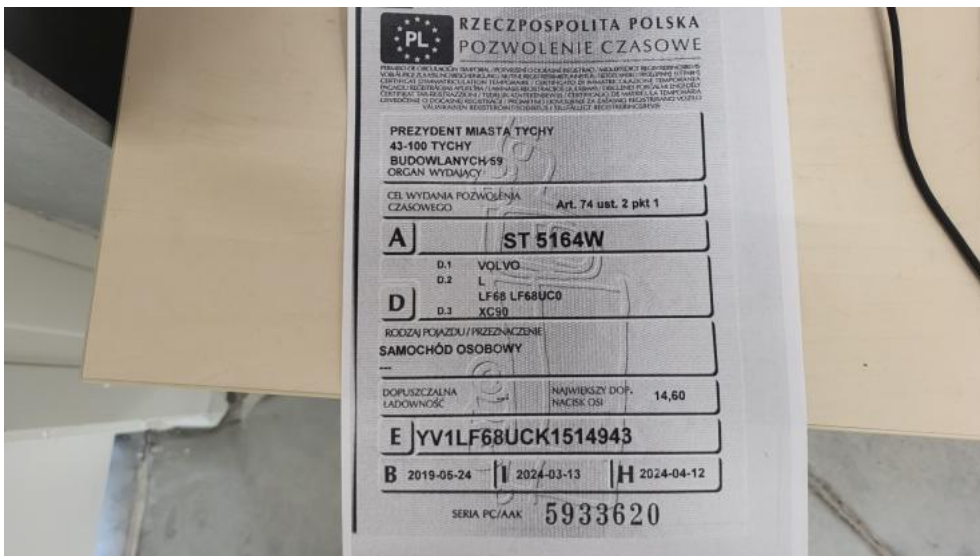 PL
RZECZPOSPOLITA POLSKA
POZWOLENIE CZASOWE
PREZYDENT MIASTA TYCHY
43-100 TYCHY
BUDOWLANYCH 59
ORGAN WYDAJĄCY
CEL WYDANIA POZWOLENIA
CZASOWEGO Art. 74 ust. 2 pkt 1
A ST 5164W
D.1 VOLVO
D.2 L
LF68 LF68UC0
D D.3 XC90
RODZAJ POJAZDU / PRZEZNACZENIE
SAMOCHÓD OSOBOWY
---
DOPUSZCZALNA NAJWIĘKSZY DOP.
ŁADOWNOŚĆ --- NACISK OSI 14,60
E YV1LF68UCK1514943
B 2019-05-24 I 2024-03-13 H 2024-04-12
SERIA PC/AAK 5933620